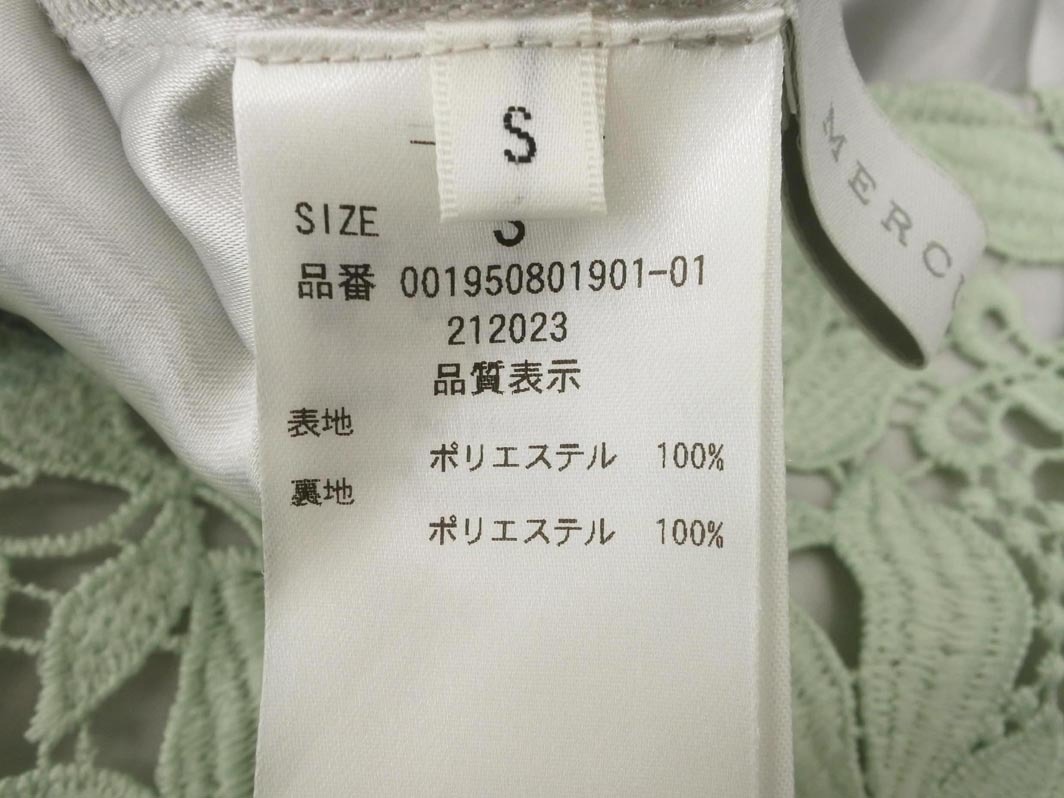 S
SIZE S
品番 001950801901-01
212023
品質表示
表地
ポリエステル 100%
裏地
ポリエステル 100%
MERC